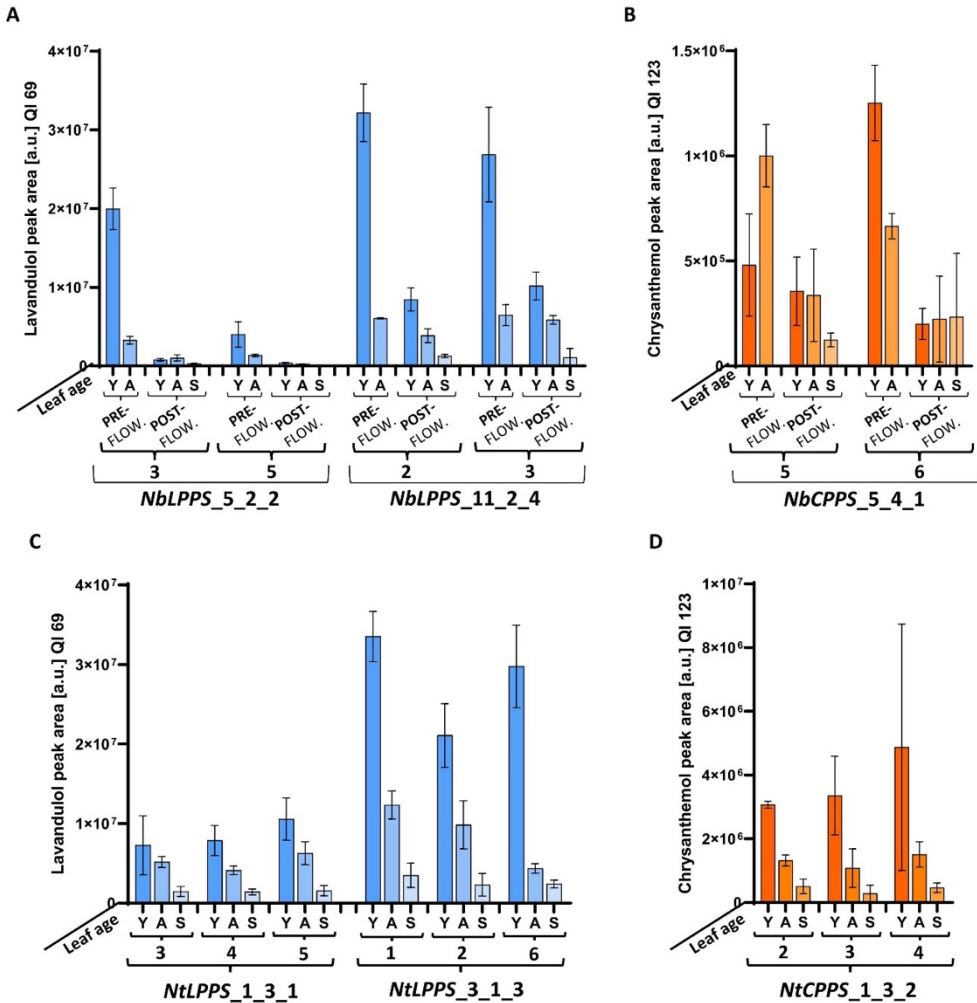 A
Lavandulol peak area [a.u.] QI 69
4×10⁷
3×10⁷
2×10⁷
1×10⁷
0
Leaf age
Y A Y A S Y A Y A S Y A Y A S Y A Y A S
PRE-FLOW. POST-FLOW. PRE-FLOW. POST-FLOW. PRE-FLOW. POST-FLOW. PRE-FLOW. POST-FLOW.
3 5 2 3
NbLPPS_5_2_2 NbLPPS_11_2_4
B
Chrysanthemol peak area [a.u.] QI 123
1.5×10⁶
1×10⁶
5×10⁵
0
Y A Y A S Y A Y A S
PRE-FLOW. POST-FLOW. PRE-FLOW. POST-FLOW.
5 6
NbCPPS_5_4_1
C
Lavandulol peak area [a.u.] QI 69
4×10⁷
3×10⁷
2×10⁷
1×10⁷
0
Leaf age
Y A S Y A S Y A S Y A S Y A S Y A S
3 4 5 1 2 6
NtLPPS_1_3_1 NtLPPS_3_1_3
D
Chrysanthemol peak area [a.u.] QI 123
1×10⁷
8×10⁶
6×10⁶
4×10⁶
2×10⁶
0
Leaf age
Y A S Y A S Y A S
2 3 4
NtCPPS_1_3_2